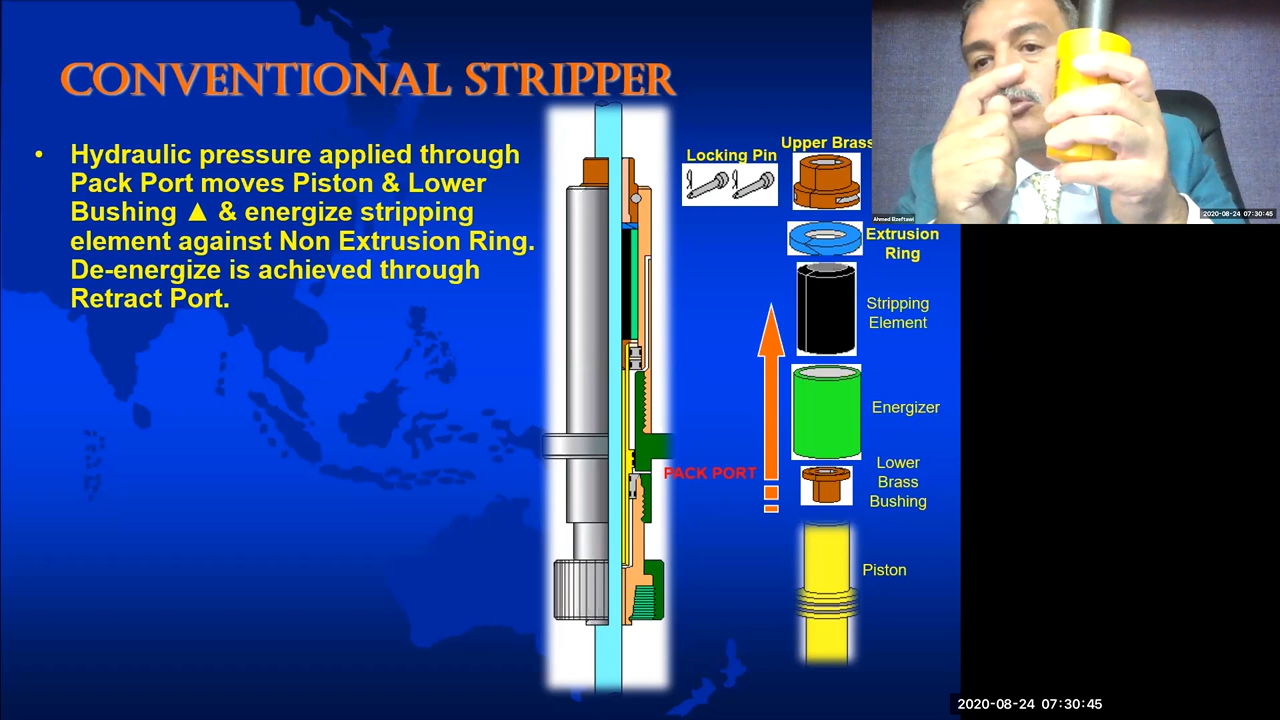 CONVENTIONAL STRIPPER
• Hydraulic pressure applied through
Pack Port moves Piston & Lower
Bushing ▲ & energize stripping
element against Non Extrusion Ring.
De-energize is achieved through
Retract Port.
Locking Pin
Upper Brass
Extrusion
Ring
Stripping
Element
Energizer
PACK PORT
Lower
Brass
Bushing
Piston
Ahmed Elzeftawi
2020-08-24 07:30:45
2020-08-24 07:30:45